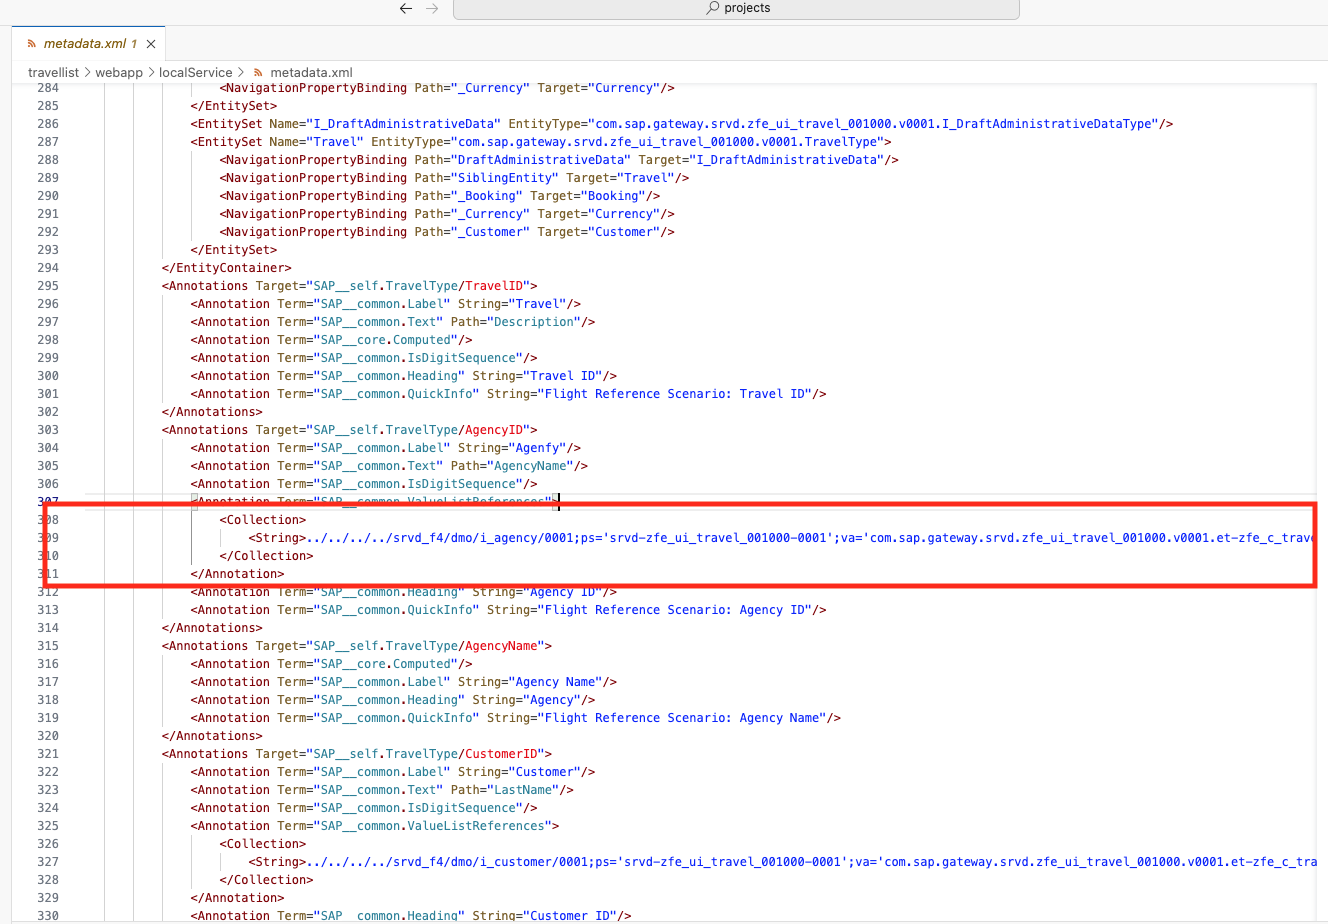 ← → projects
metadata.xml 1 ×
travellist > webapp > localService > metadata.xml
284 <NavigationPropertyBinding Path="_Currency" Target="Currency"/>
285 </EntitySet>
286 <EntitySet Name="I_DraftAdministrativeData" EntityType="com.sap.gateway.srvd.zfe_ui_travel_001000.v0001.I_DraftAdministrativeDataType"/>
287 <EntitySet Name="Travel" EntityType="com.sap.gateway.srvd.zfe_ui_travel_001000.v0001.TravelType">
288 <NavigationPropertyBinding Path="DraftAdministrativeData" Target="I_DraftAdministrativeData"/>
289 <NavigationPropertyBinding Path="SiblingEntity" Target="Travel"/>
290 <NavigationPropertyBinding Path="_Booking" Target="Booking"/>
291 <NavigationPropertyBinding Path="_Currency" Target="Currency"/>
292 <NavigationPropertyBinding Path="_Customer" Target="Customer"/>
293 </EntitySet>
294 </EntityContainer>
295 <Annotations Target="SAP__self.TravelType/TravelID">
296 <Annotation Term="SAP__common.Label" String="Travel"/>
297 <Annotation Term="SAP__common.Text" Path="Description"/>
298 <Annotation Term="SAP__core.Computed"/>
299 <Annotation Term="SAP__common.IsDigitSequence"/>
300 <Annotation Term="SAP__common.Heading" String="Travel ID"/>
301 <Annotation Term="SAP__common.QuickInfo" String="Flight Reference Scenario: Travel ID"/>
302 </Annotations>
303 <Annotations Target="SAP__self.TravelType/AgencyID">
304 <Annotation Term="SAP__common.Label" String="Agenfy"/>
305 <Annotation Term="SAP__common.Text" Path="AgencyName"/>
306 <Annotation Term="SAP__common.IsDigitSequence"/>
307 <Annotation Term="SAP__common.ValueListReferences">
308 <Collection>
309 <String>../../../../srvd_f4/dmo/i_agency/0001;ps='srvd-zfe_ui_travel_001000-0001';va='com.sap.gateway.srvd.zfe_ui_travel_001000.v0001.et-zfe_c_trave
310 </Collection>
311 </Annotation>
312 <Annotation Term="SAP__common.Heading" String="Agency ID"/>
313 <Annotation Term="SAP__common.QuickInfo" String="Flight Reference Scenario: Agency ID"/>
314 </Annotations>
315 <Annotations Target="SAP__self.TravelType/AgencyName">
316 <Annotation Term="SAP__core.Computed"/>
317 <Annotation Term="SAP__common.Label" String="Agency Name"/>
318 <Annotation Term="SAP__common.Heading" String="Agency"/>
319 <Annotation Term="SAP__common.QuickInfo" String="Flight Reference Scenario: Agency Name"/>
320 </Annotations>
321 <Annotations Target="SAP__self.TravelType/CustomerID">
322 <Annotation Term="SAP__common.Label" String="Customer"/>
323 <Annotation Term="SAP__common.Text" Path="LastName"/>
324 <Annotation Term="SAP__common.IsDigitSequence"/>
325 <Annotation Term="SAP__common.ValueListReferences">
326 <Collection>
327 <String>../../../../srvd_f4/dmo/i_customer/0001;ps='srvd-zfe_ui_travel_001000-0001';va='com.sap.gateway.srvd.zfe_ui_travel_001000.v0001.et-zfe_c_tra
328 </Collection>
329 </Annotation>
330 <Annotation Term="SAP__common.Heading" String="Customer ID"/>